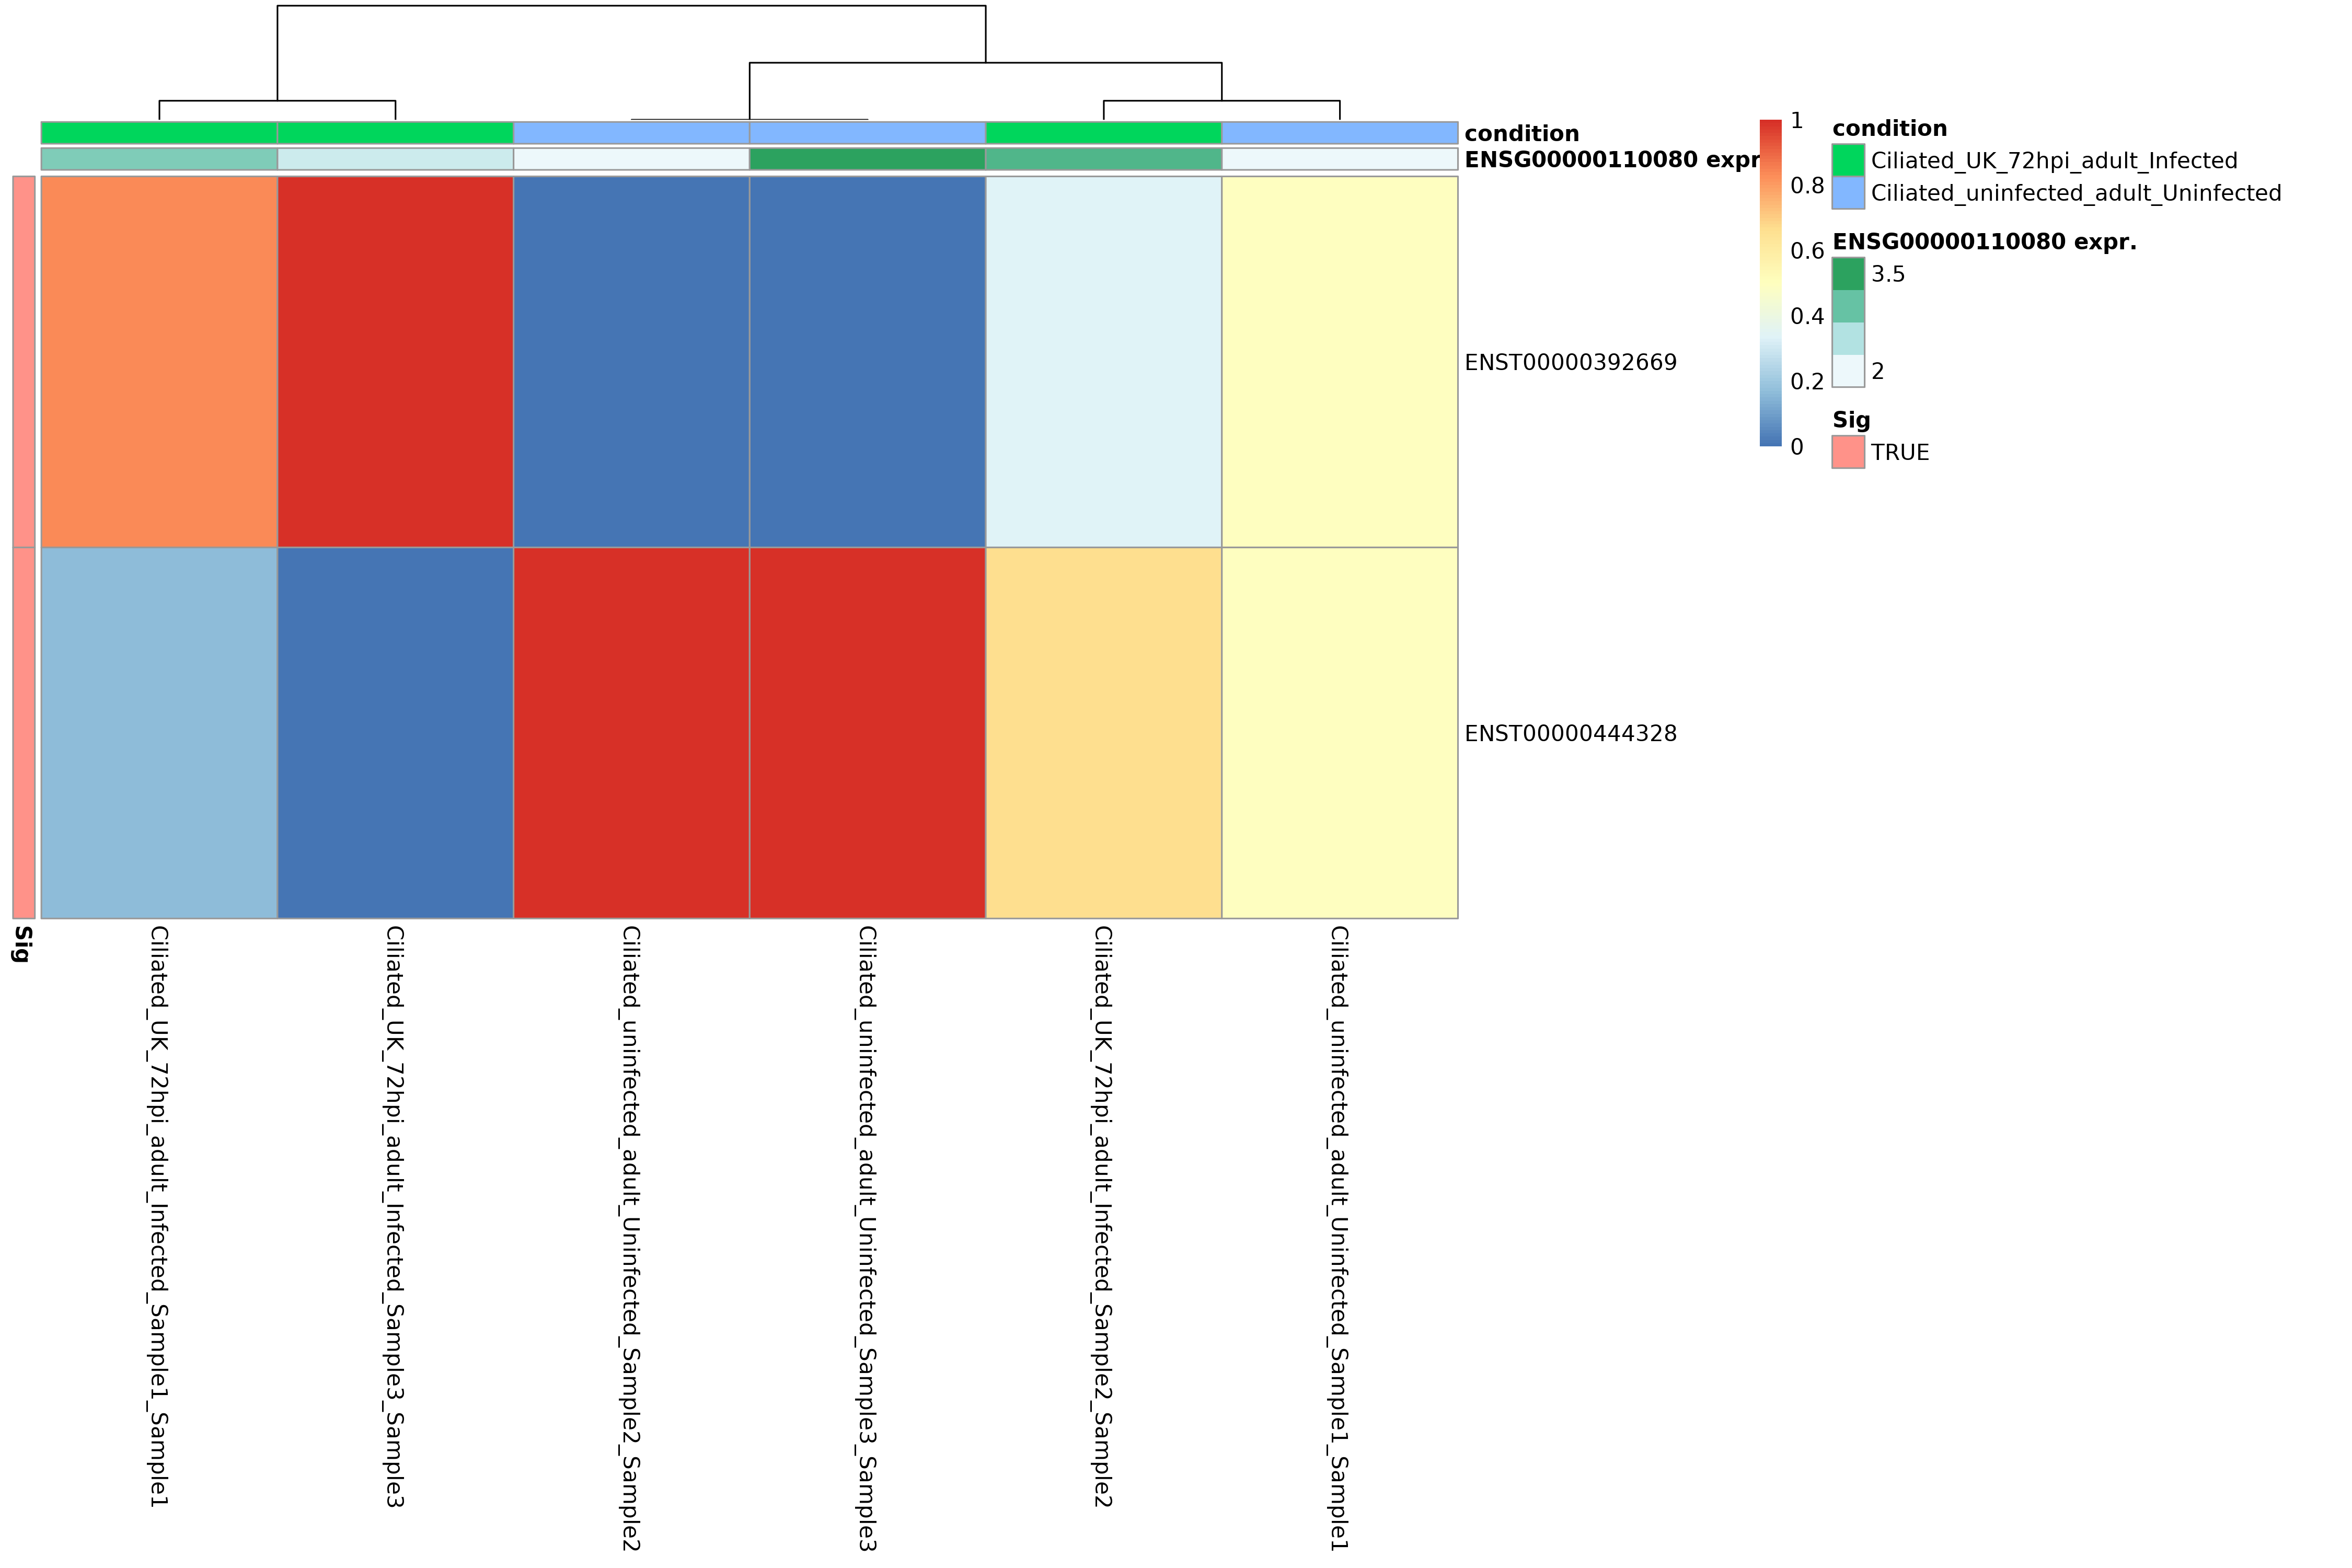 condition
ENSG00000110080 expr.
ENST00000392669
ENST00000444328
1
0.8
0.6
0.4
0.2
0
condition
Ciliated_UK_72hpi_adult_Infected
Ciliated_uninfected_adult_Uninfected
ENSG00000110080 expr.
3.5
2
Sig
TRUE
Sig
Ciliated_UK_72hpi_adult_Infected_Sample1_Sample1
Ciliated_UK_72hpi_adult_Infected_Sample3_Sample3
Ciliated_uninfected_adult_Uninfected_Sample2_Sample2
Ciliated_uninfected_adult_Uninfected_Sample3_Sample3
Ciliated_UK_72hpi_adult_Infected_Sample2_Sample2
Ciliated_uninfected_adult_Uninfected_Sample1_Sample1